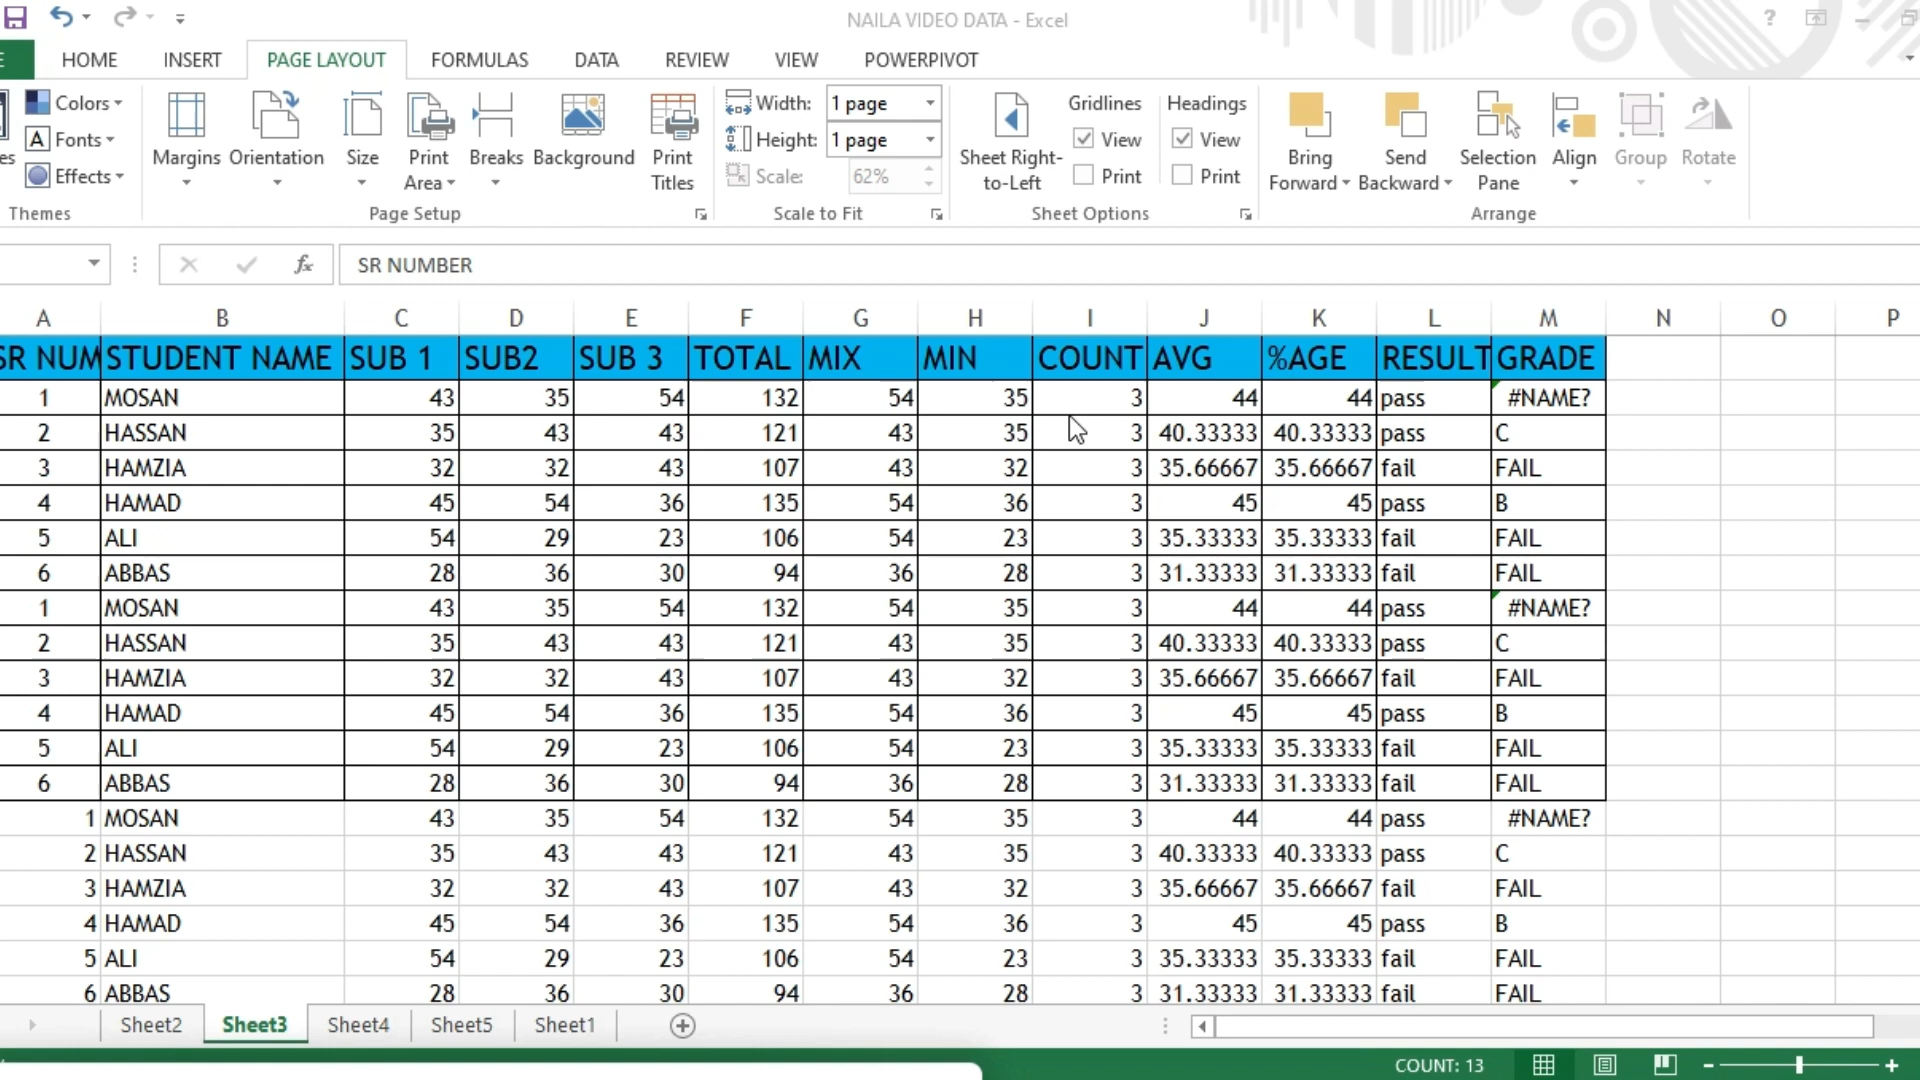 NAILA VIDEO DATA - Excel
?
E HOME INSERT PAGE LAYOUT FORMULAS DATA REVIEW VIEW POWERPIVOT
Colors
Fonts
Effects
es
Themes
Margins
Orientation
Size
Print Area
Breaks
Background
Print Titles
Page Setup
Width: 1 page
Height: 1 page
Scale: 62%
Scale to Fit
Sheet Right-to-Left
Gridlines
View
Print
Headings
View
Print
Sheet Options
Bring Forward
Send Backward
Selection Pane
Align
Group
Rotate
Arrange
fx SR NUMBER
A B C D E F G H I J K L M N O P
SR NUM STUDENT NAME SUB 1 SUB2 SUB 3 TOTAL MIX MIN COUNT AVG %AGE RESULT GRADE
1 MOSAN 43 35 54 132 54 35 3 44 44 pass #NAME?
2 HASSAN 35 43 43 121 43 35 3 40.33333 40.33333 pass C
3 HAMZIA 32 32 43 107 43 32 3 35.66667 35.66667 fail FAIL
4 HAMAD 45 54 36 135 54 36 3 45 45 pass B
5 ALI 54 29 23 106 54 23 3 35.33333 35.33333 fail FAIL
6 ABBAS 28 36 30 94 36 28 3 31.33333 31.33333 fail FAIL
1 MOSAN 43 35 54 132 54 35 3 44 44 pass #NAME?
2 HASSAN 35 43 43 121 43 35 3 40.33333 40.33333 pass C
3 HAMZIA 32 32 43 107 43 32 3 35.66667 35.66667 fail FAIL
4 HAMAD 45 54 36 135 54 36 3 45 45 pass B
5 ALI 54 29 23 106 54 23 3 35.33333 35.33333 fail FAIL
6 ABBAS 28 36 30 94 36 28 3 31.33333 31.33333 fail FAIL
1 MOSAN 43 35 54 132 54 35 3 44 44 pass #NAME?
2 HASSAN 35 43 43 121 43 35 3 40.33333 40.33333 pass C
3 HAMZIA 32 32 43 107 43 32 3 35.66667 35.66667 fail FAIL
4 HAMAD 45 54 36 135 54 36 3 45 45 pass B
5 ALI 54 29 23 106 54 23 3 35.33333 35.33333 fail FAIL
6 ABBAS 28 36 30 94 36 28 3 31.33333 31.33333 fail FAIL
Sheet2 Sheet3 Sheet4 Sheet5 Sheet1
COUNT: 13